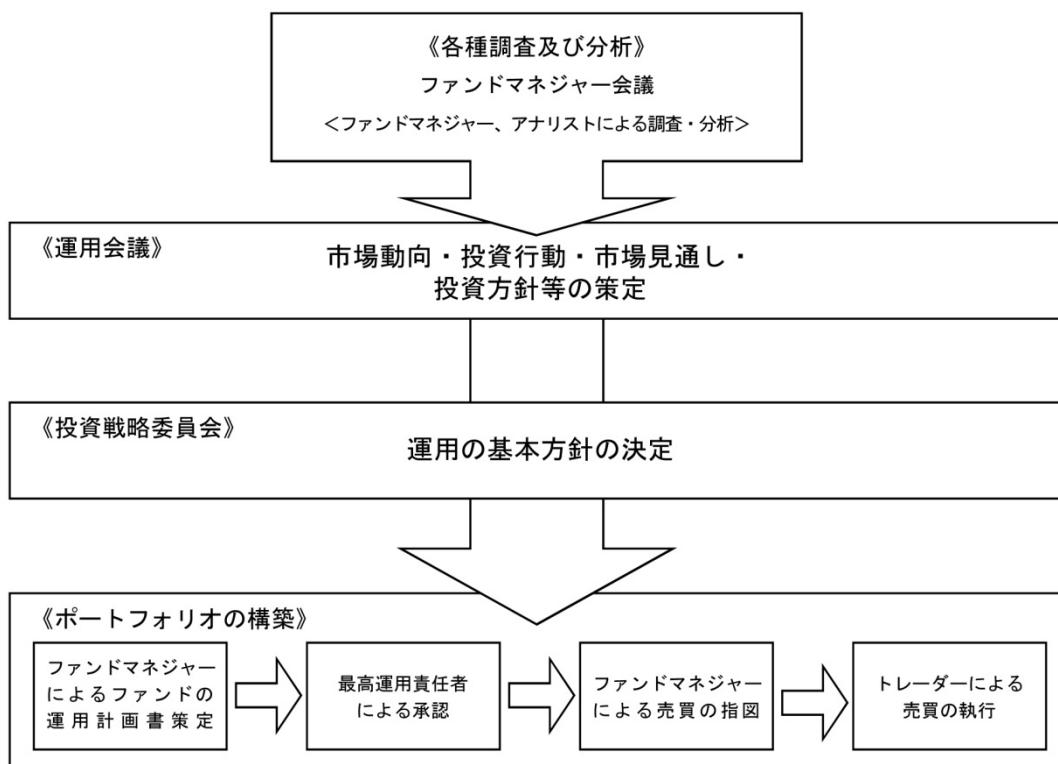 《各種調査及び分析》
ファンドマネジャー会議
＜ファンドマネジャー、アナリストによる調査・分析＞
《運用会議》
市場動向・投資行動・市場見通し・
投資方針等の策定
《投資戦略委員会》
運用の基本方針の決定
《ポートフォリオの構築》
ファンドマネジャー
によるファンドの
運用計画書策定
最高運用責任者
による承認
ファンドマネジャー
による売買の指図
トレーダーによる
売買の執行